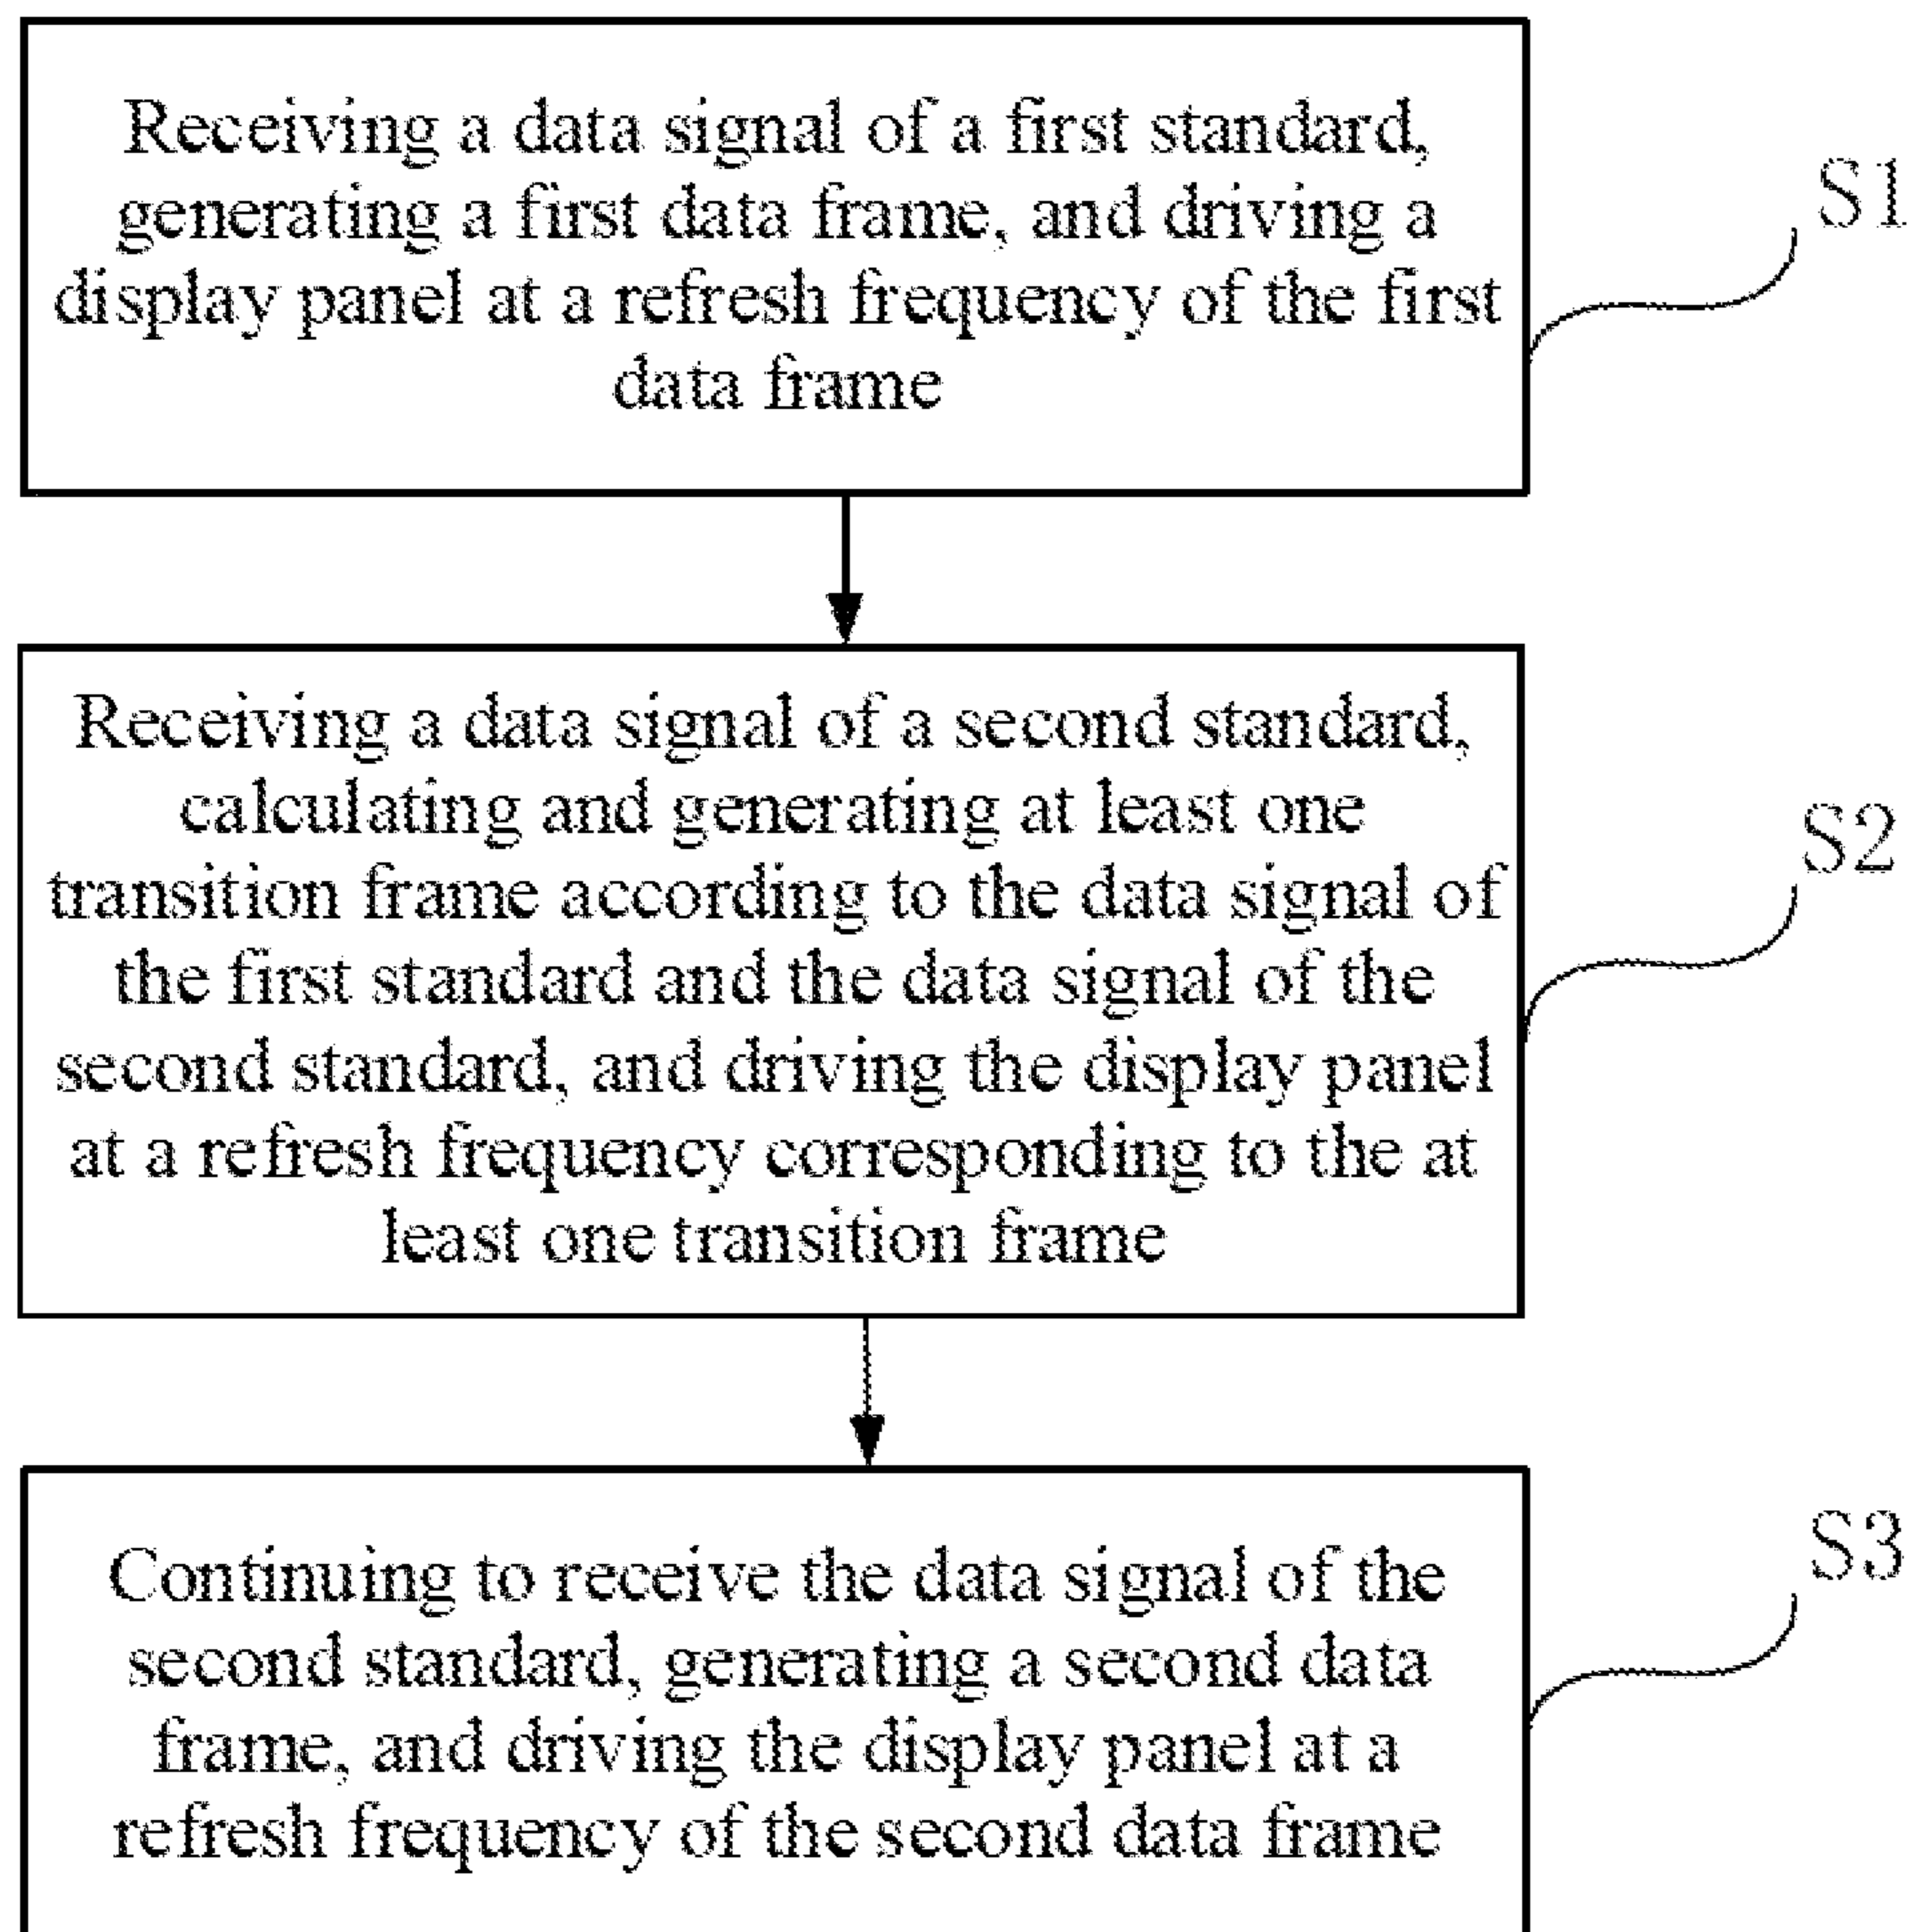 Receiving a data signal of a first standard,
generating a first data frame, and driving a
display panel at a refresh frequency of the first
data frame
S1
Receiving a data signal of a second standard,
calculating and generating at least one
transition frame according to the data signal of
the first standard and the data signal of the
second standard, and driving the display panel
at a refresh frequency corresponding to the at
least one transition frame
S2
Continuing to receive the data signal of the
second standard, generating a second data
frame, and driving the display panel at a
refresh frequency of the second data frame
S3